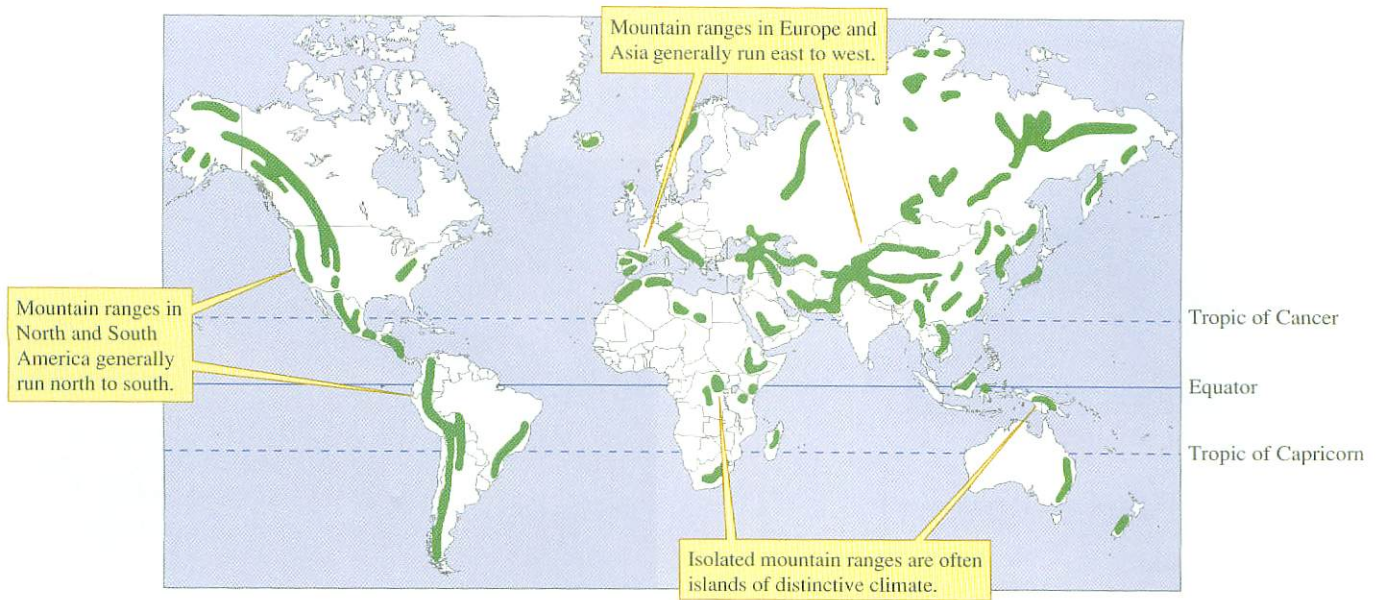 Mountain ranges in Europe and
Asia generally run east to west.
Mountain ranges in
North and South
America generally
run north to south.
Tropic of Cancer
Equator
Tropic of Capricorn
Isolated mountain ranges are often
islands of distinctive climate.